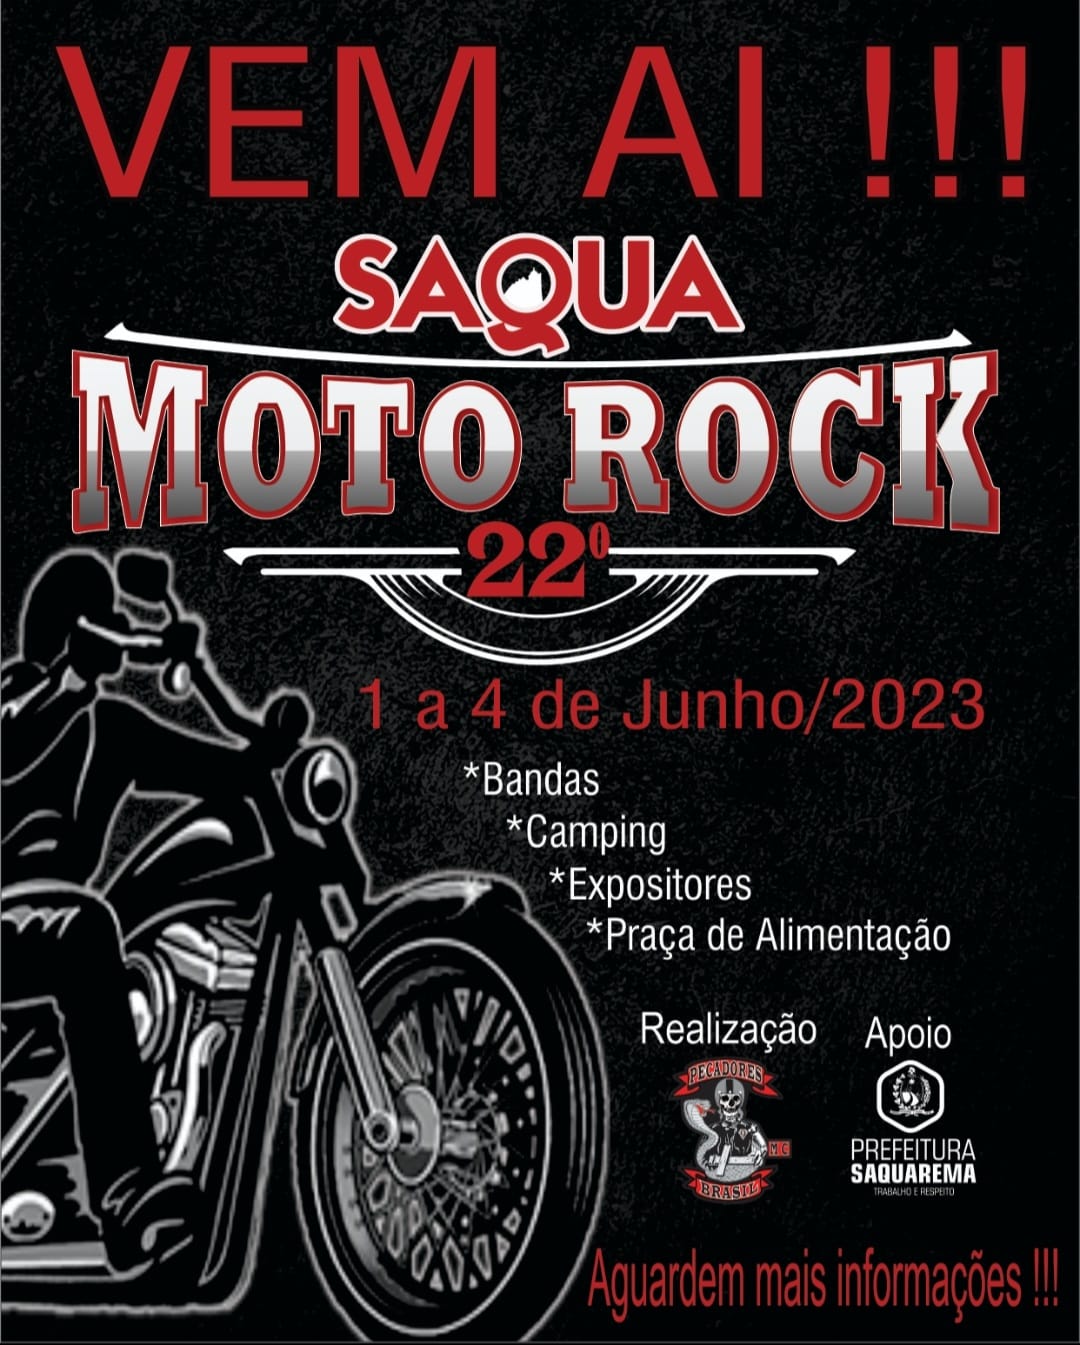 VEM AI !!!
SAQUA
MOTO ROCK
22º
1 a 4 de Junho/2023
*Bandas
*Camping
*Expositores
*Praça de Alimentação
Realização
Apoio
PECADORES
MC
BRASIL
PREFEITURA
SAQUAREMA
TRABALHO E RESPEITO
Aguardem mais informações !!!